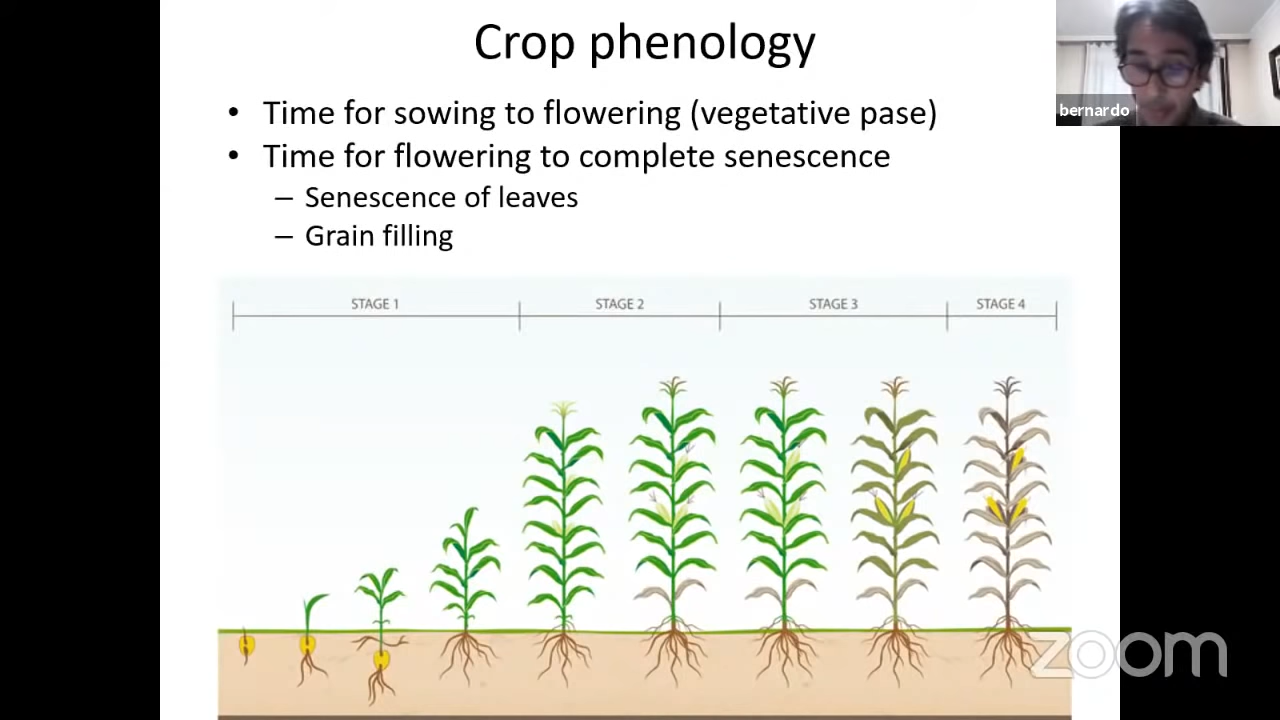 Crop phenology
bernardo
• Time for sowing to flowering (vegetative pase)
• Time for flowering to complete senescence
– Senescence of leaves
– Grain filling
STAGE 1 STAGE 2 STAGE 3 STAGE 4
zoom